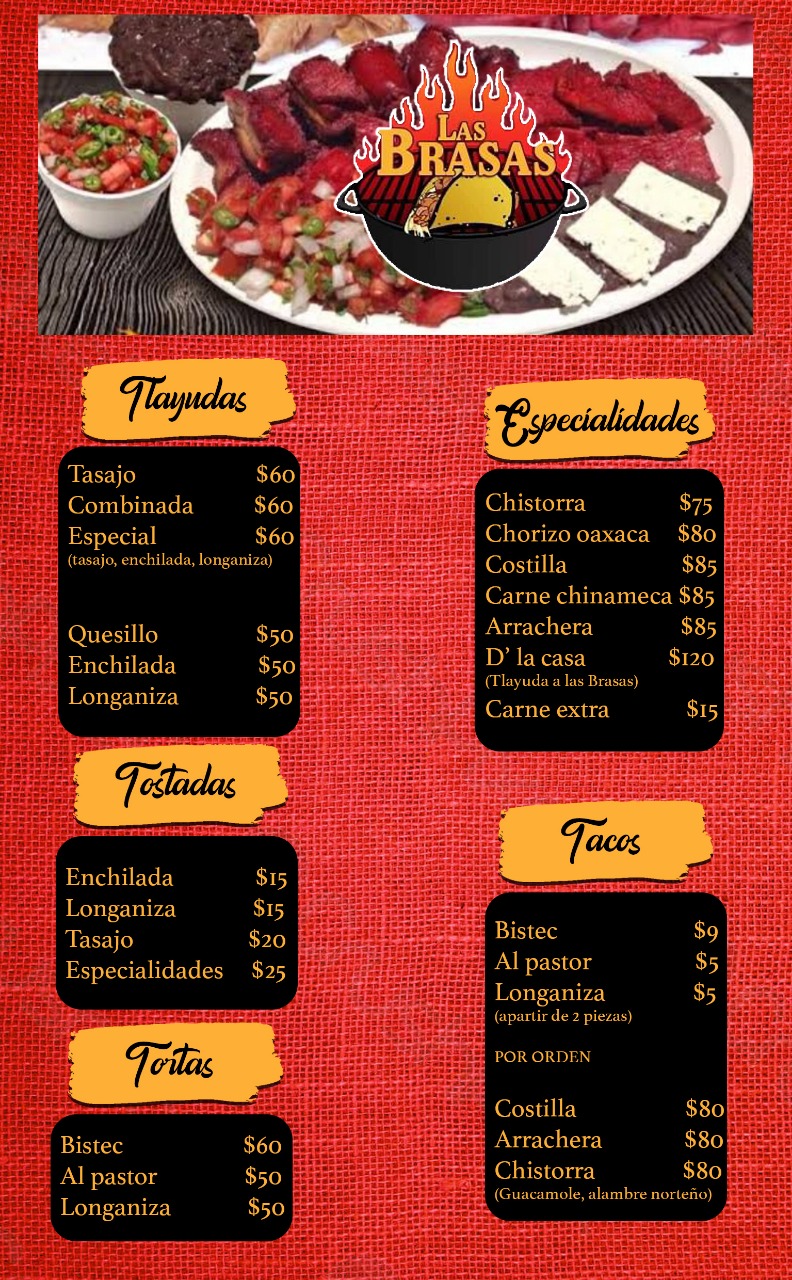 LAS
BRASAS
Tlayudas
Tasajo $60
Combinada $60
Especial $60
(tasajo, enchilada, longaniza)
Quesillo $50
Enchilada $50
Longaniza $50
Tostadas
Enchilada $15
Longaniza $15
Tasajo $20
Especialidades $25
Tortas
Bistec $60
Al pastor $50
Longaniza $50
Especialidades
Chistorra $75
Chorizo oaxaca $80
Costilla $85
Carne chinameca $85
Arrachera $85
D' la casa $120
(Tlayuda a las Brasas)
Carne extra $15
Tacos
Bistec $9
Al pastor $5
Longaniza $5
(apartir de 2 piezas)
POR ORDEN
Costilla $80
Arrachera $80
Chistorra $80
(Guacamole, alambre norteño)